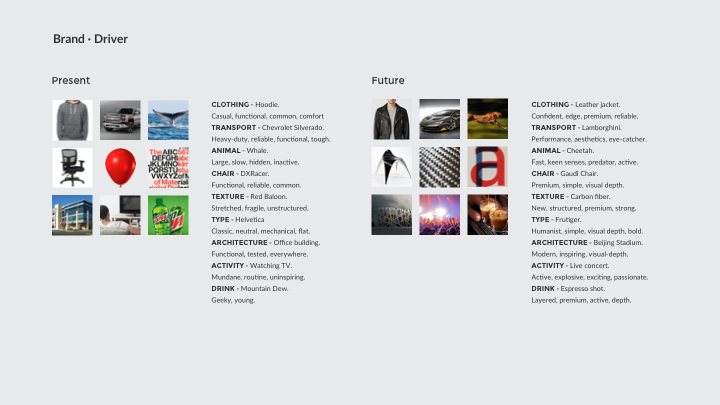 Brand · Driver
Present
CLOTHING - Hoodie.
Casual, functional, common, comfort
TRANSPORT - Chevrolet Silverado.
Heavy-duty, reliable, functional, tough.
ANIMAL - Whale.
Large, slow, hidden, inactive.
CHAIR - DXRacer.
Functional, reliable, common.
TEXTURE - Red Baloon.
Stretched, fragile, unstructured.
TYPE - Helvetica
Classic, neutral, mechanical, flat.
ARCHITECTURE - Office building.
Functional, tested, everywhere.
ACTIVITY - Watching TV.
Mundane, routine, uninspiring.
DRINK - Mountain Dew.
Geeky, young.
The ABCs
DEFGHI
JKLMNO
PORSTU
VWXYZ
of Material
Future
CLOTHING - Leather jacket.
Confident, edge, premium, reliable.
TRANSPORT - Lamborghini.
Performance, aesthetics, eye-catcher.
ANIMAL - Cheetah.
Fast, keen senses, predator, active.
CHAIR - Gaudi Chair.
Premium, simple, visual depth.
TEXTURE - Carbon fiber.
New, structured, premium, strong.
TYPE - Frutiger.
Humanist, simple, visual depth, bold.
ARCHITECTURE - Beijing Stadium.
Modern, inspiring, visual-depth.
ACTIVITY - Live concert.
Active, explosive, exciting, passionate.
DRINK - Espresso shot.
Layered, premium, active, depth.
a